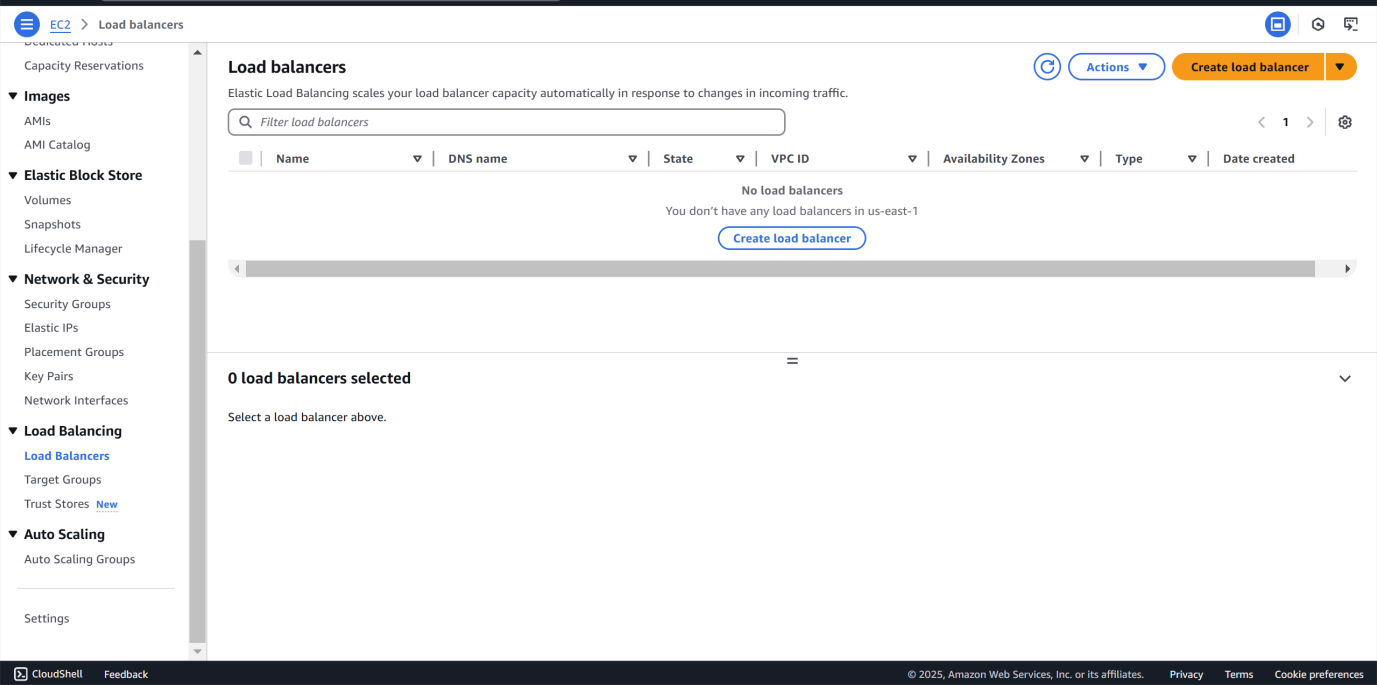 EC2 > Load balancers
Dedicated Hosts
Capacity Reservations
Images
AMIs
AMI Catalog
Elastic Block Store
Volumes
Snapshots
Lifecycle Manager
Network & Security
Security Groups
Elastic IPs
Placement Groups
Key Pairs
Network Interfaces
Load Balancing
Load Balancers
Target Groups
Trust Stores New
Auto Scaling
Auto Scaling Groups
Settings
Load balancers
Actions
Create load balancer
Elastic Load Balancing scales your load balancer capacity automatically in response to changes in incoming traffic.
Filter load balancers
1
Name DNS name State VPC ID Availability Zones Type Date created
No load balancers
You don't have any load balancers in us-east-1
Create load balancer
0 load balancers selected
Select a load balancer above.
CloudShell Feedback © 2025, Amazon Web Services, Inc. or its affiliates. Privacy Terms Cookie preferences